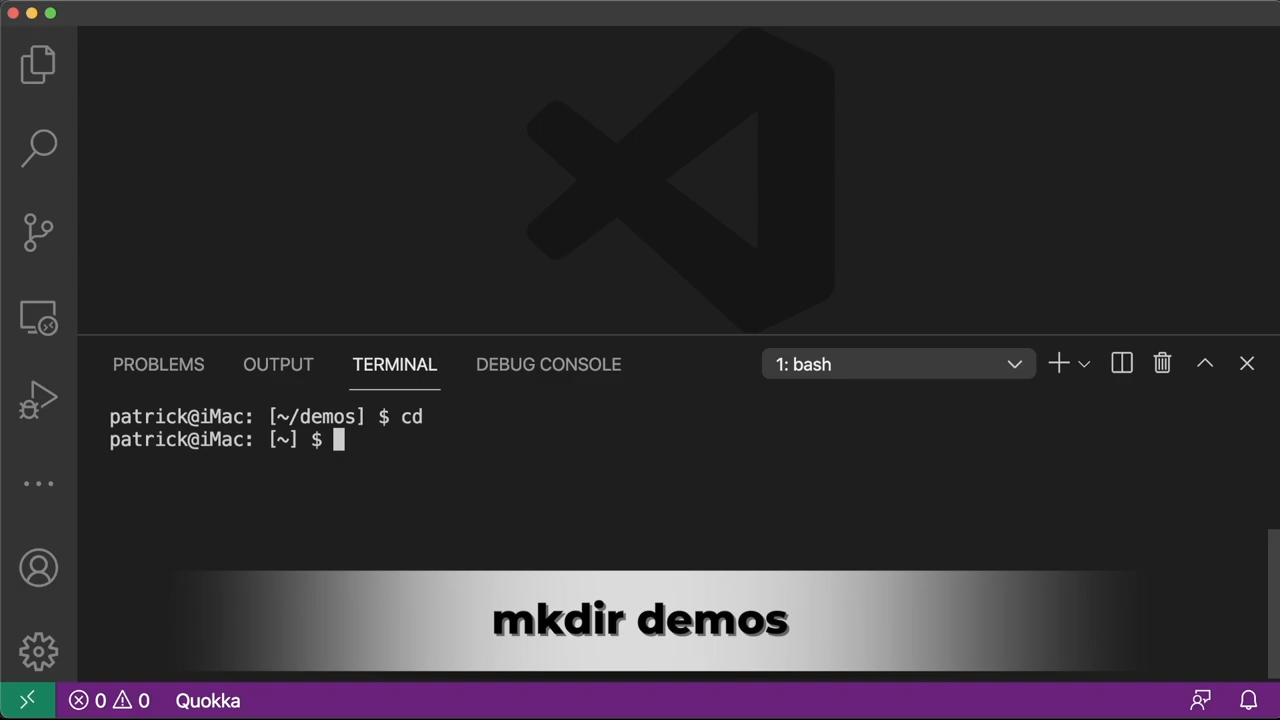 PROBLEMS OUTPUT TERMINAL DEBUG CONSOLE 1: bash
patrick@iMac: [~/demos] $ cd
patrick@iMac: [~] $
mkdir demos
0 0 Quokka